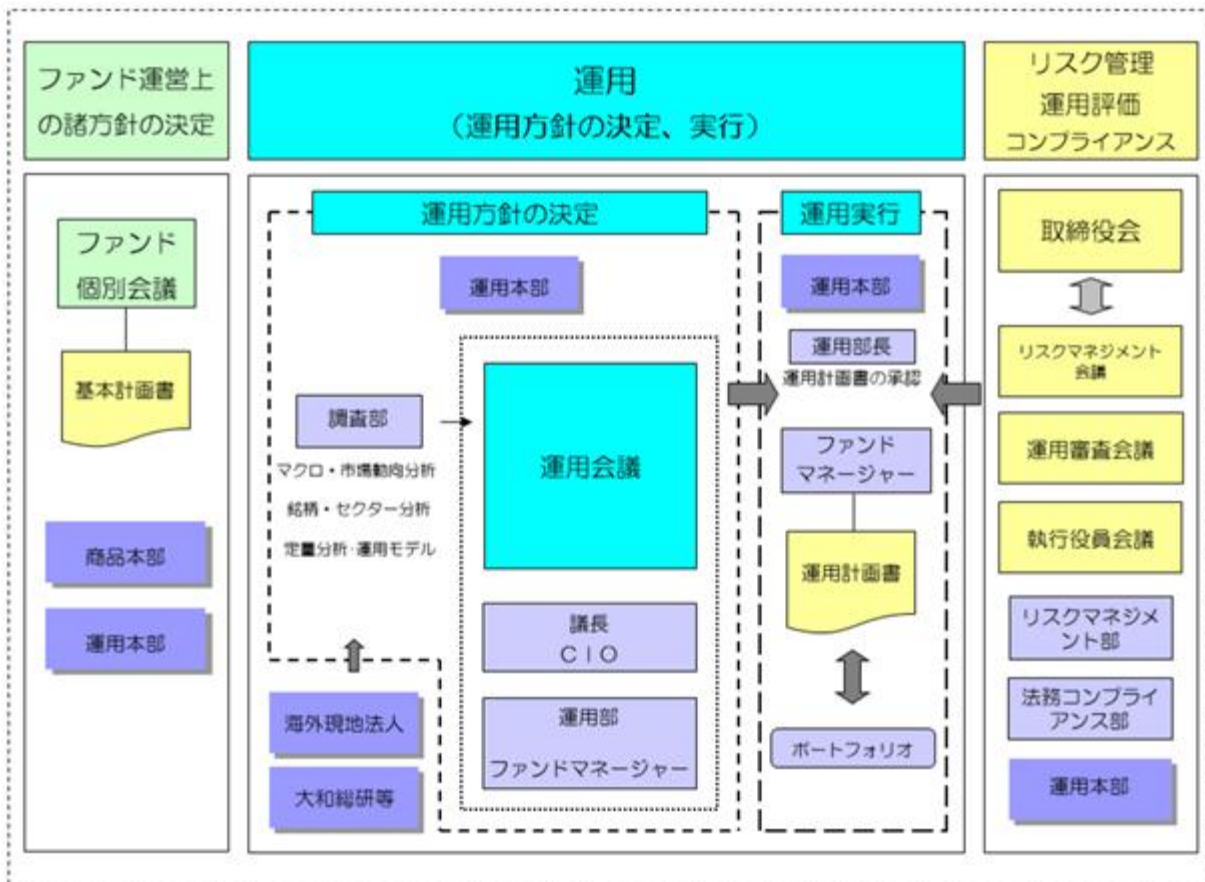 ファンド運営上
の諸方針の決定
運用
(運用方針の決定、実行)
リスク管理
運用評価
コンプライアンス
ファンド
個別会議
基本計画書
商品本部
運用本部
運用方針の決定
運用本部
調査部
マクロ・市場動向分析
銘柄・セクター分析
定量分析・運用モデル
運用会議
議長
CIO
運用部
ファンドマネージャー
海外現地法人
大和総研等
運用実行
運用本部
運用部長
運用計画書の承認
ファンド
マネージャー
運用計画書
ポートフォリオ
取締役会
リスクマネジメント
会議
運用審査会議
執行役員会議
リスクマネジメ
ント部
法務コンプライ
アンス部
運用本部